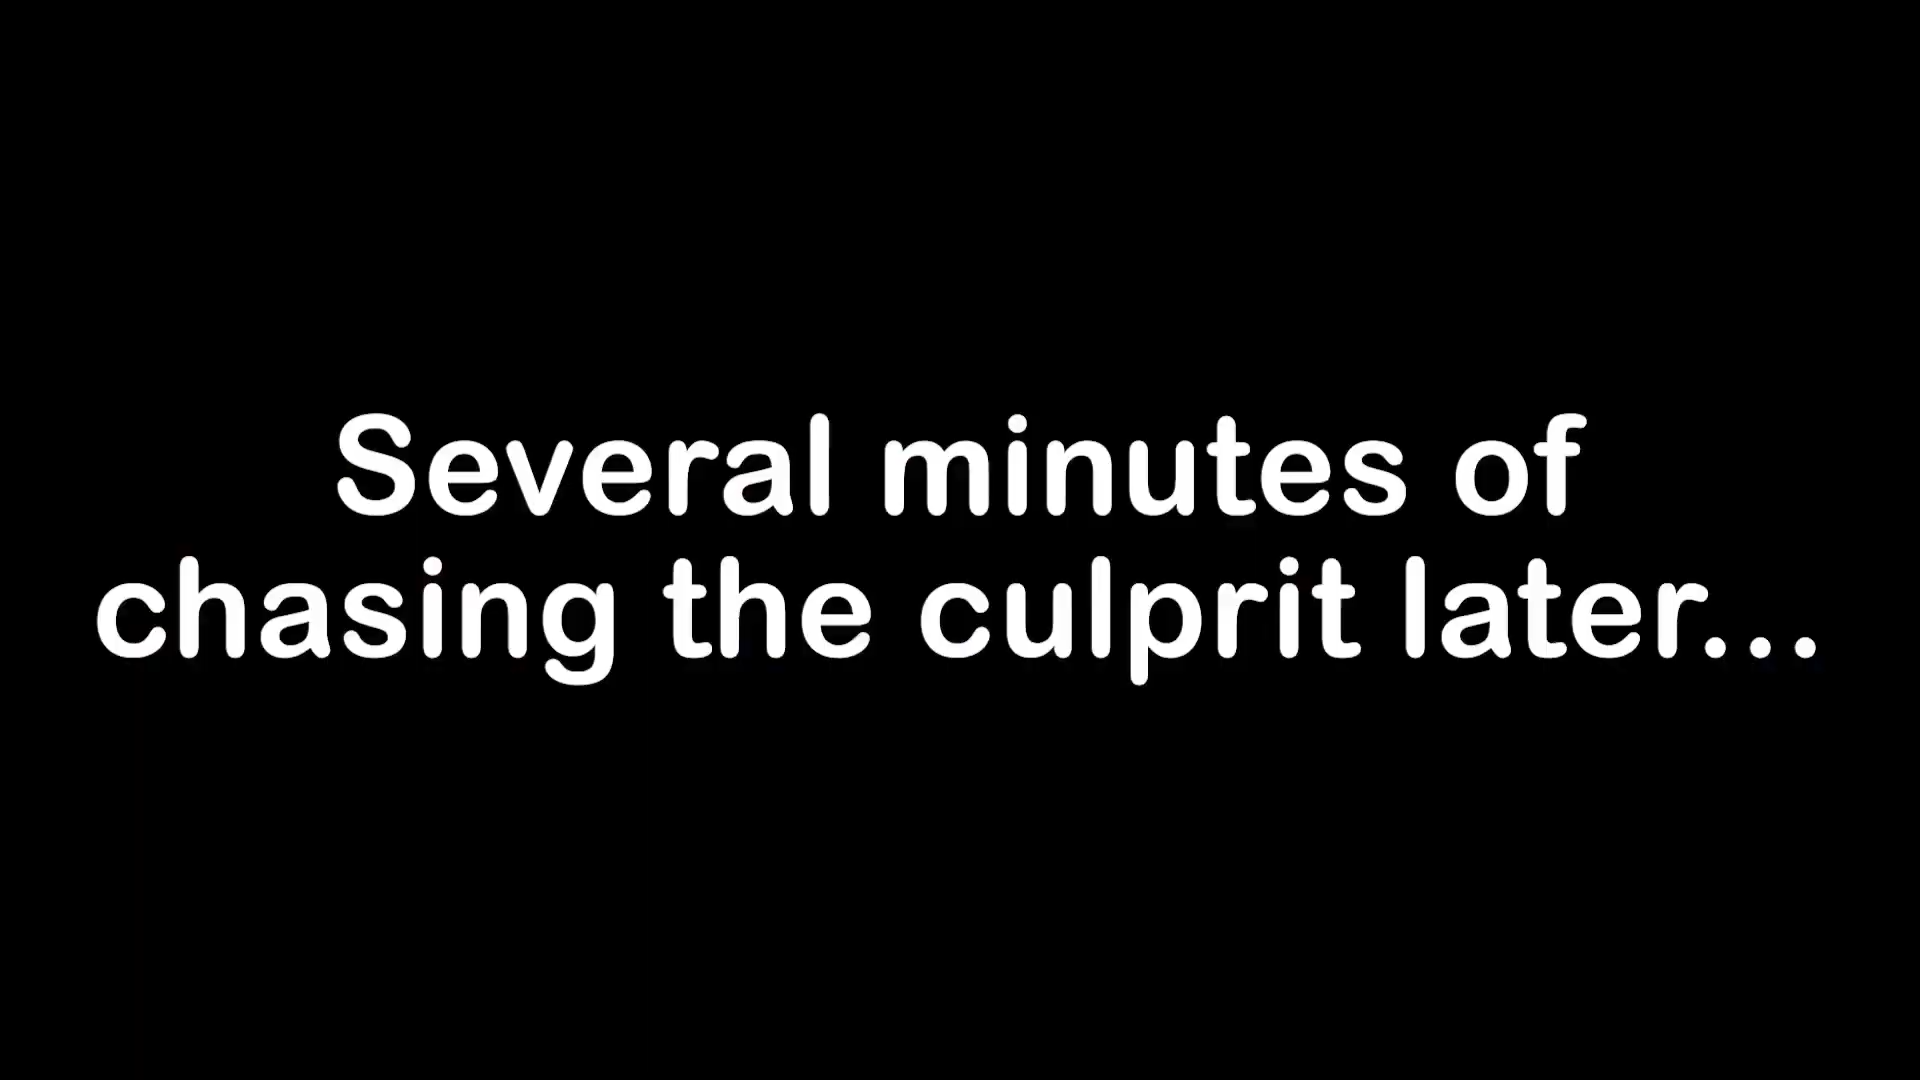 Several minutes of
chasing the culprit later...